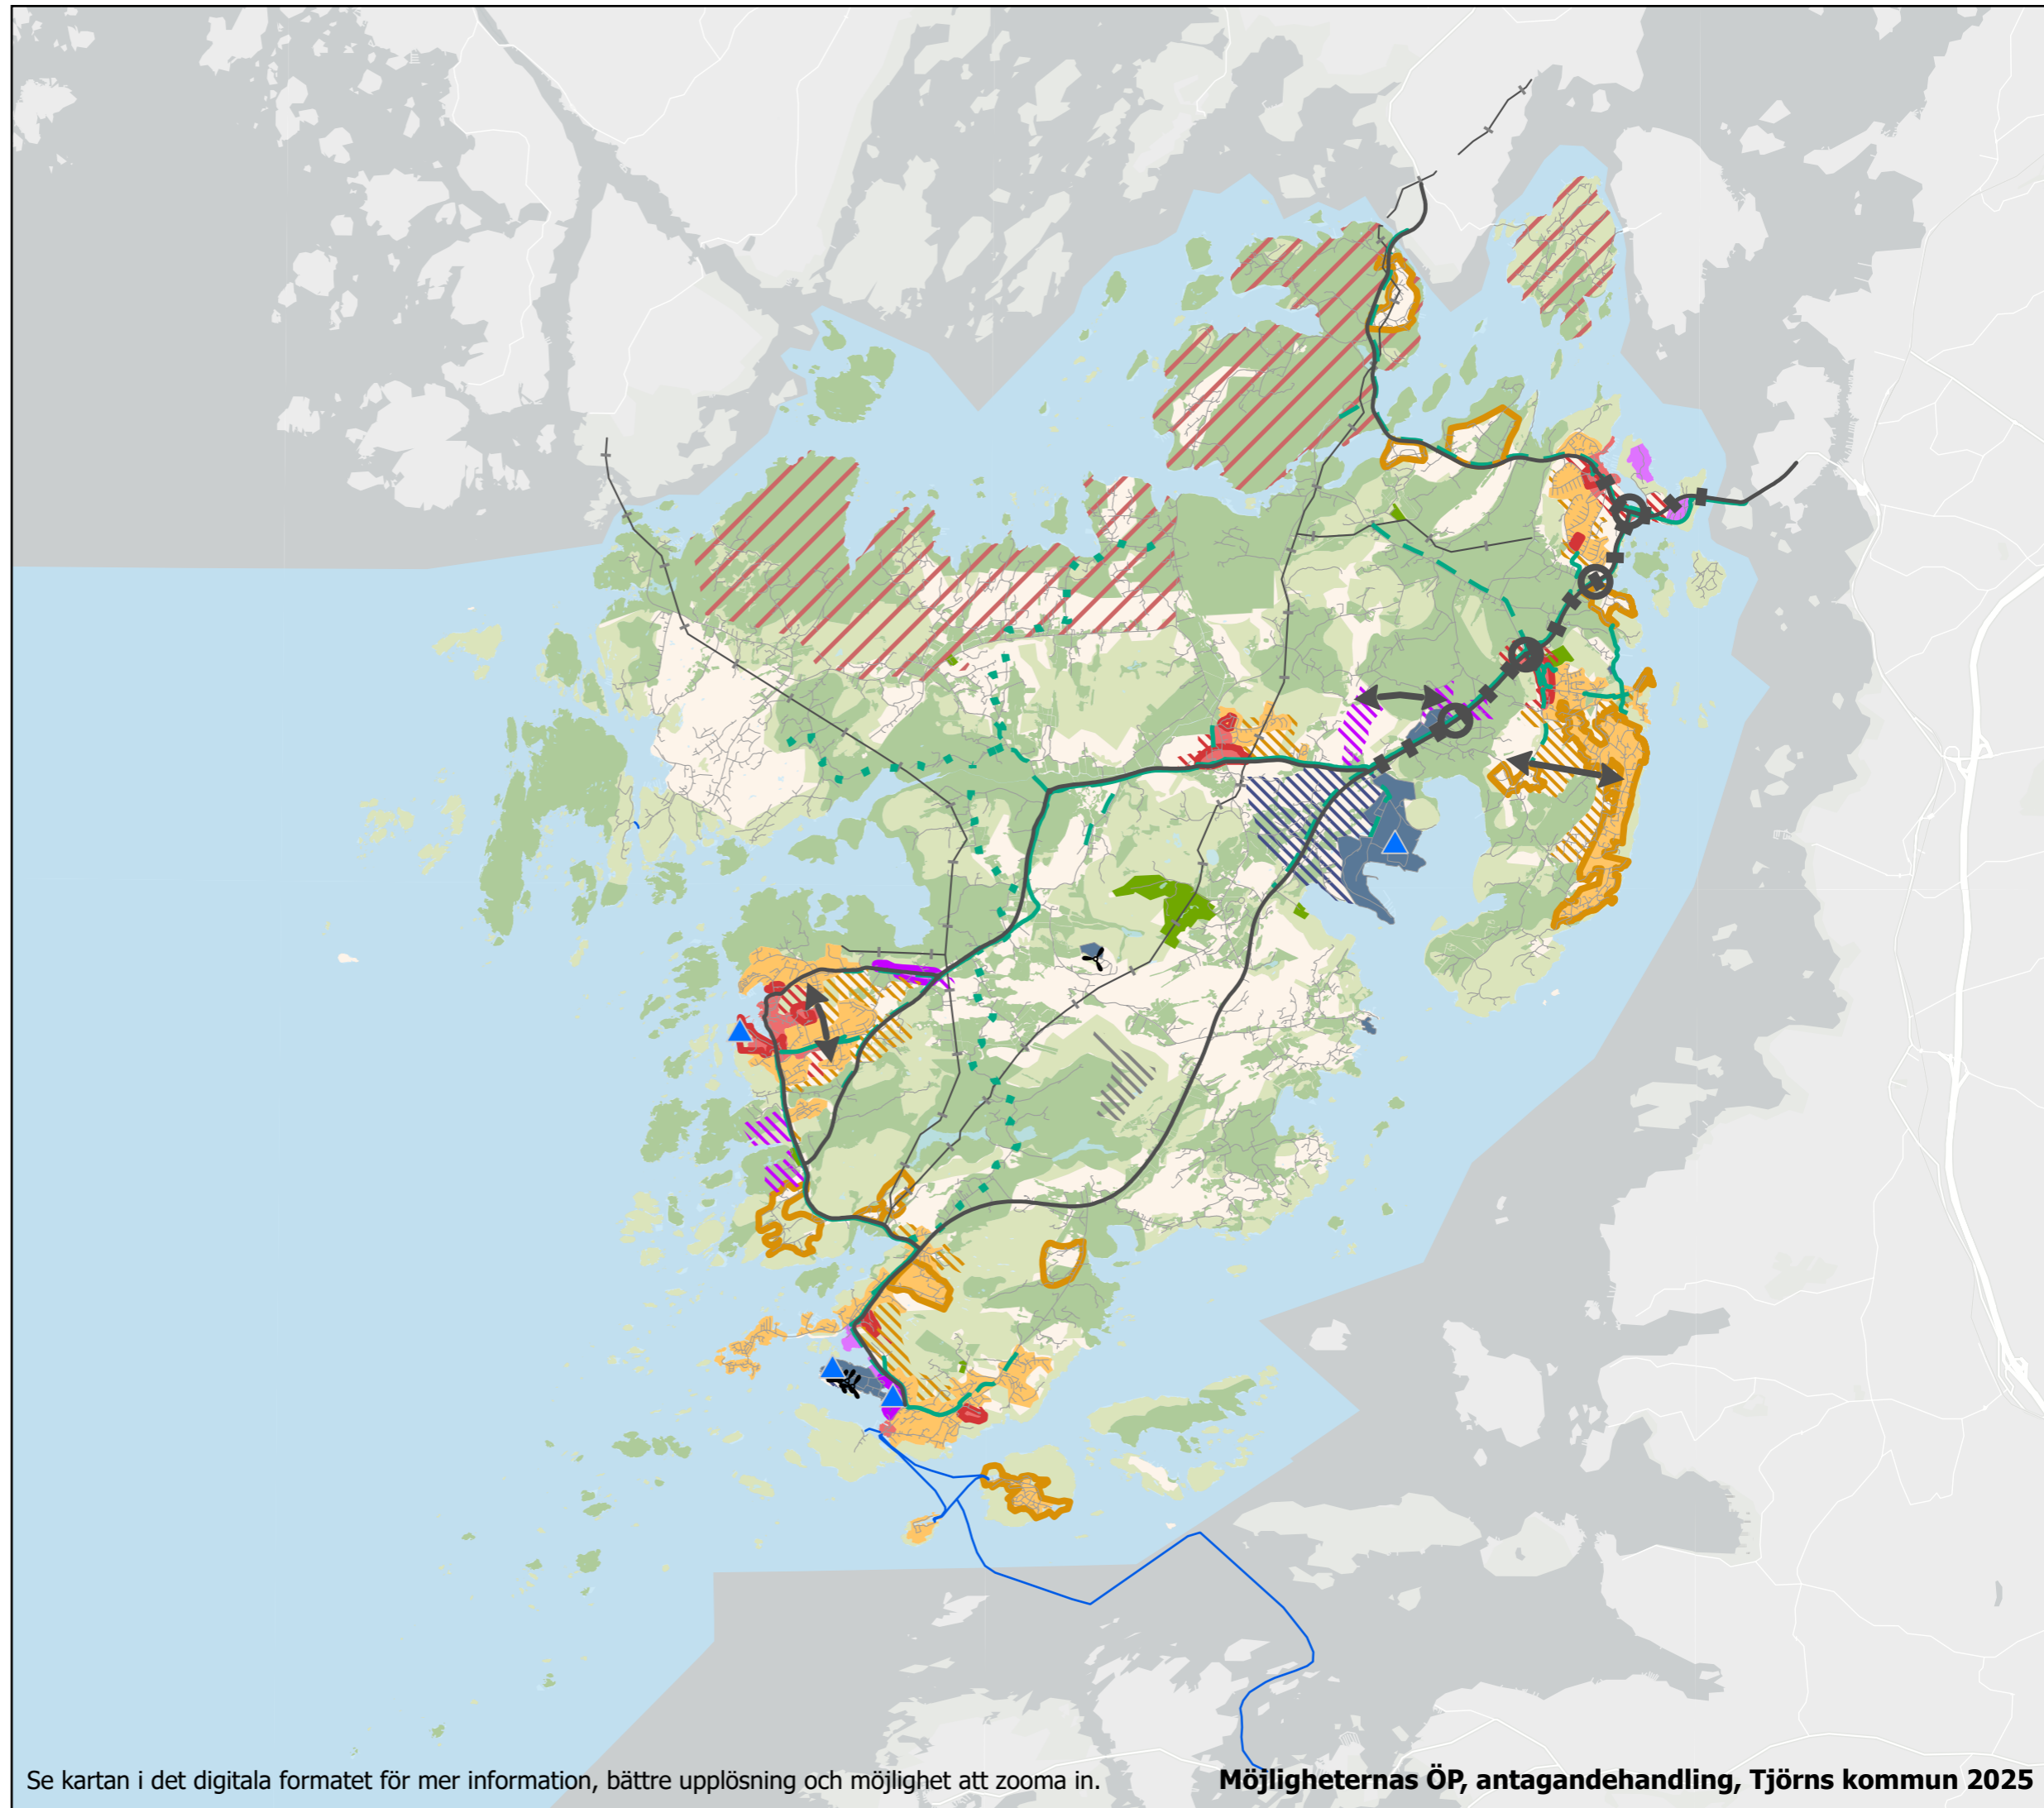 Se kartan i det digitala formatet för mer information, bättre upplösning och möjlighet att zooma in.
Möjligheternas ÖP, antagandehandling, Tjörns kommun 2025